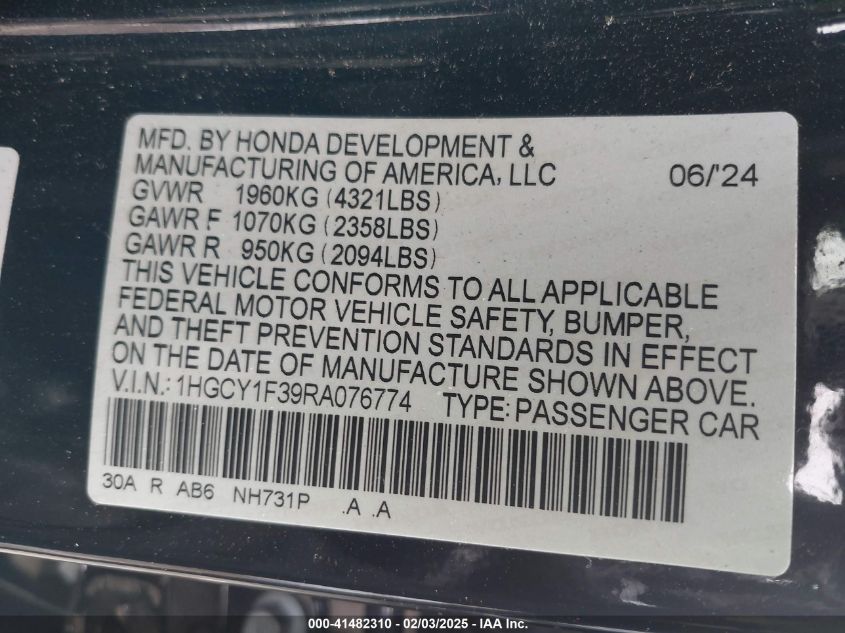 MFD. BY HONDA DEVELOPMENT &
MANUFACTURING OF AMERICA, LLC 06/'24
GVWR 1960KG (4321LBS)
GAWR F 1070KG (2358LBS)
GAWR R 950KG (2094LBS)
THIS VEHICLE CONFORMS TO ALL APPLICABLE
FEDERAL MOTOR VEHICLE SAFETY, BUMPER,
AND THEFT PREVENTION STANDARDS IN EFFECT
ON THE DATE OF MANUFACTURE SHOWN ABOVE.
V.I.N.: 1HGCY1F39RA076774 TYPE: PASSENGER CAR
30A R AB6 NH731P .A .A
000-41482310 - 02/03/2025 - IAA Inc.